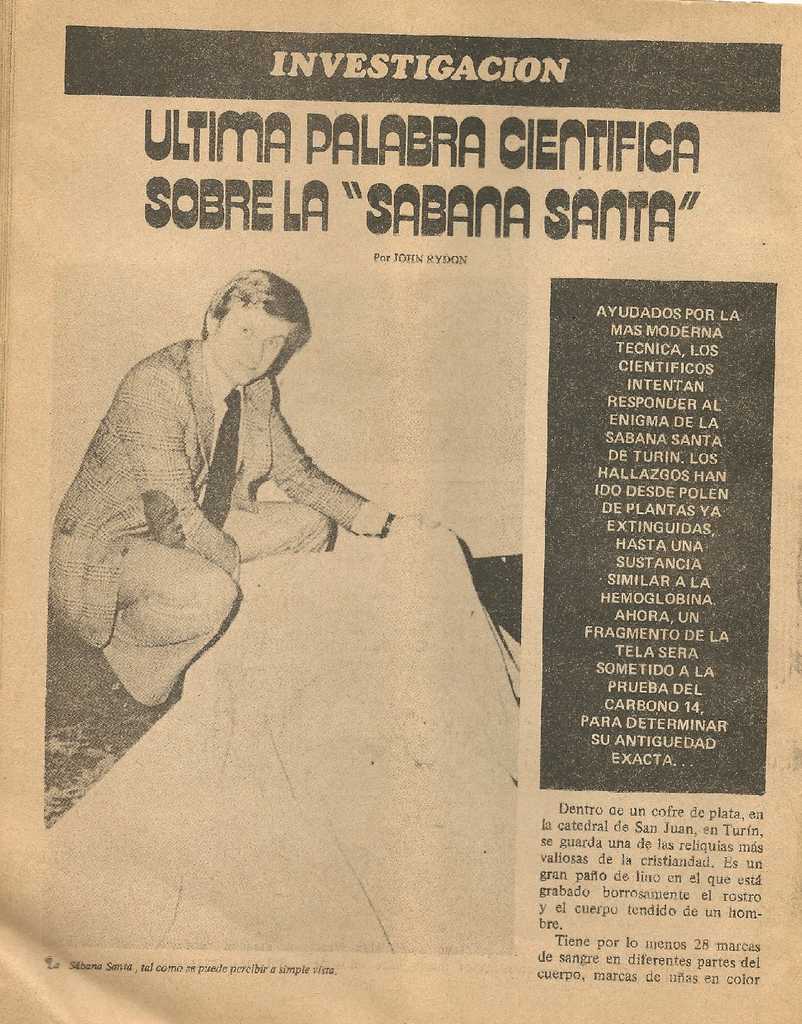 INVESTIGACION
ULTIMA PALABRA CIENTIFICA
SOBRE LA "SABANA SANTA"
Por JOHN RYDON
AYUDADOS POR LA
MAS MODERNA
TECNICA, LOS
CIENTIFICOS
INTENTAN
RESPONDER AL
ENIGMA DE LA
SABANA SANTA
DE TURIN. LOS
HALLAZGOS HAN
IDO DESDE POLEN
DE PLANTAS YA
EXTINGUIDAS,
HASTA UNA
SUSTANCIA
SIMILAR A LA
HEMOGLOBINA.
AHORA, UN
FRAGMENTO DE LA
TELA SERA
SOMETIDO A LA
PRUEBA DEL
CARBONO 14,
PARA DETERMINAR
SU ANTIGUEDAD
EXACTA...
Dentro de un cofre de plata, en
la catedral de San Juan, en Turín,
se guarda una de las reliquias más
valiosas de la cristiandad. Es un
gran paño de lino en el que está
grabado borrosamente el rostro
y el cuerpo tendido de un hom-
bre.
Tiene por lo menos 28 marcas
de sangre en diferentes partes del
cuerpo, marcas de uñas en color
La Sábana Santa, tal como se puede percibir a simple vista.